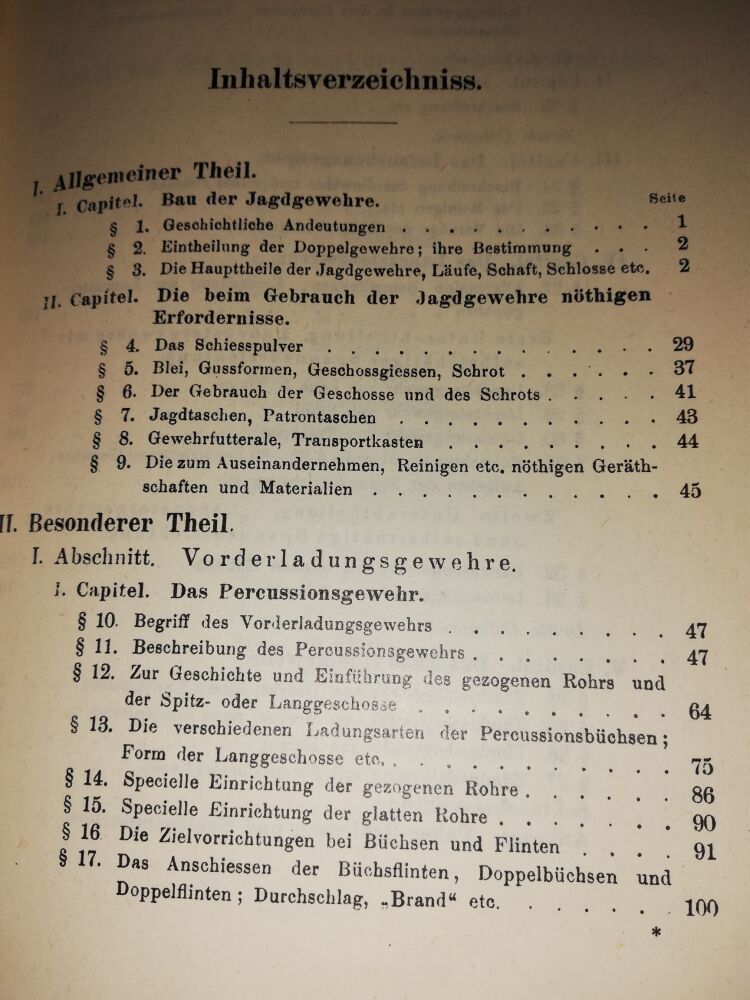 Inhaltsverzeichniss.
I. Allgemeiner Theil.
I. Capitel. Bau der Jagdgewehre. Seite
§ 1. Geschichtliche Andeutungen . . . . . . . . . . . 1
§ 2. Eintheilung der Doppelgewehre; ihre Bestimmung . . . 2
§ 3. Die Haupttheile der Jagdgewehre, Läufe, Schaft, Schlosse etc. 2
II. Capitel. Die beim Gebrauch der Jagdgewehre nöthigen
Erfordernisse.
§ 4. Das Schiesspulver . . . . . . . . . . . . . . 29
§ 5. Blei, Gussformen, Geschossgiessen, Schrot . . . . . . 37
§ 6. Der Gebrauch der Geschosse und des Schrots . . . . . 41
§ 7. Jagdtaschen, Patrontaschen . . . . . . . . . . . 43
§ 8. Gewehrfutterale, Transportkasten . . . . . . . . . 44
§ 9. Die zum Auseinandernehmen, Reinigen etc. nöthigen Geräth-
schaften und Materialien . . . . . . . . . . . . 45
II. Besonderer Theil.
I. Abschnitt. Vorderladungsgewehre.
I. Capitel. Das Percussionsgewehr.
§ 10. Begriff des Vorderladungsgewehrs . . . . . . . . . 47
§ 11. Beschreibung des Percussionsgewehrs . . . . . . . . 47
§ 12. Zur Geschichte und Einführung des gezogenen Rohrs und
der Spitz- oder Langgeschosse . . . . . . . . . . 64
§ 13. Die verschiedenen Ladungsarten der Percussionsbüchsen;
Form der Langgeschosse etc. . . . . . . . . . . . 75
§ 14. Specielle Einrichtung der gezogenen Rohre . . . . . . 86
§ 15. Specielle Einrichtung der glatten Rohre . . . . . . . 90
§ 16 Die Zielvorrichtungen bei Büchsen und Flinten . . . . 91
§ 17. Das Anschiessen der Büchsflinten, Doppelbüchsen und
Doppelflinten; Durchschlag, „Brand“ etc. . . . . . . 100
*